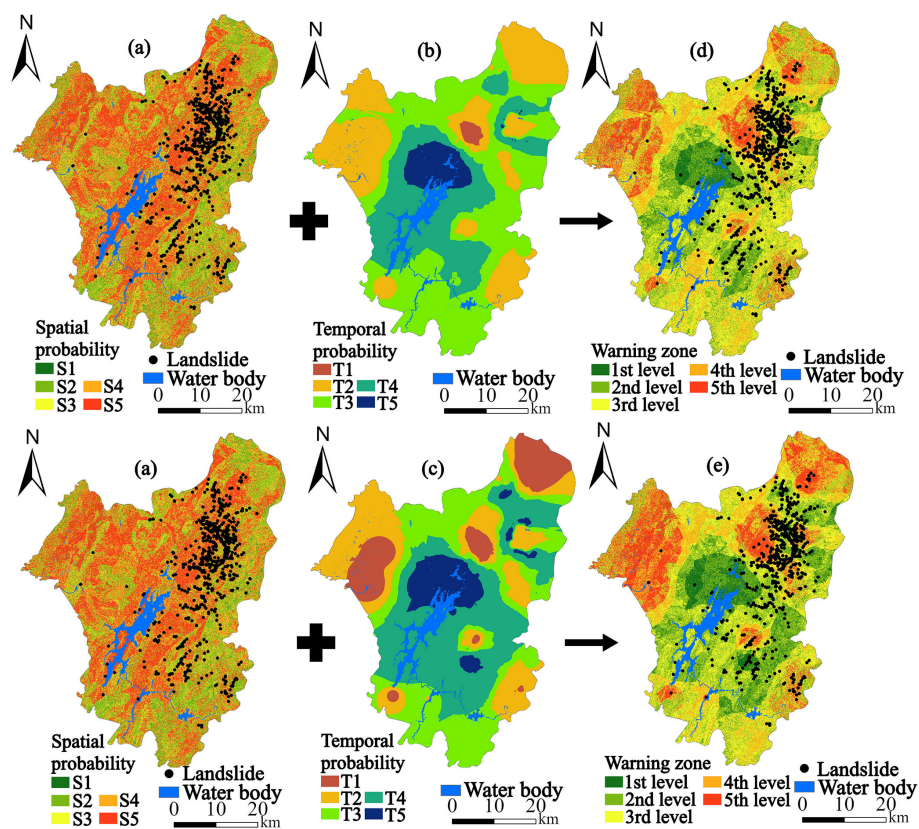 N
(a)
Spatial
probability
S1
S2
S4
S3
S5
Landslide
Water body
0 10 20
km
N
(b)
Temporal
probability
T1
T2
T4
T3
T5
Water body
0 10 20
km
N
(d)
Warning zone
1st level
4th level
2nd level
5th level
3rd level
Landslide
Water body
0 10 20
km
N
(a)
Spatial
probability
S1
S2
S4
S3
S5
Landslide
Water body
0 10 20
km
N
(c)
Temporal
probability
T1
T2
T4
T3
T5
Water body
0 10 20
km
N
(e)
Warning zone
1st level
4th level
2nd level
5th level
3rd level
Landslide
Water body
0 10 20
km